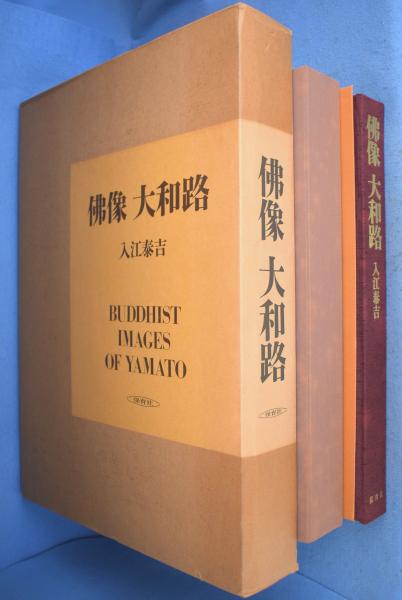 佛像 大和路
入江泰吉
BUDDHIST
IMAGES
OF YAMATO
保育社
佛像 大和路
保育社
佛像 大和路 入江泰吉
保育社